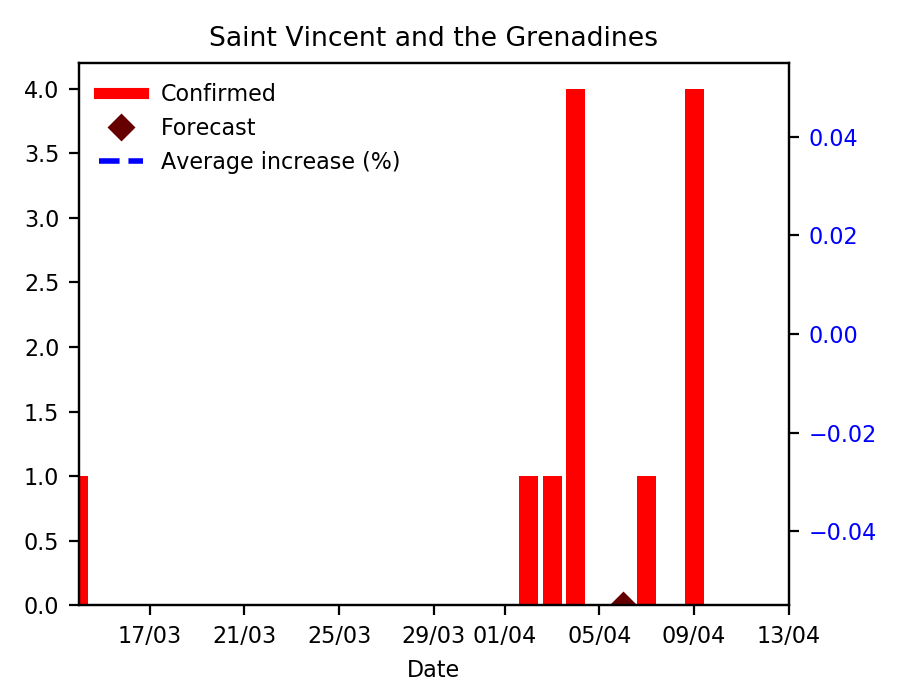 Saint Vincent and the Grenadines
Confirmed
Forecast
Average increase (%)
4.0
3.5
3.0
2.5
2.0
1.5
1.0
0.5
0.0
0.04
0.02
0.00
−0.02
−0.04
17/03 21/03 25/03 29/03 01/04 05/04 09/04 13/04
Date